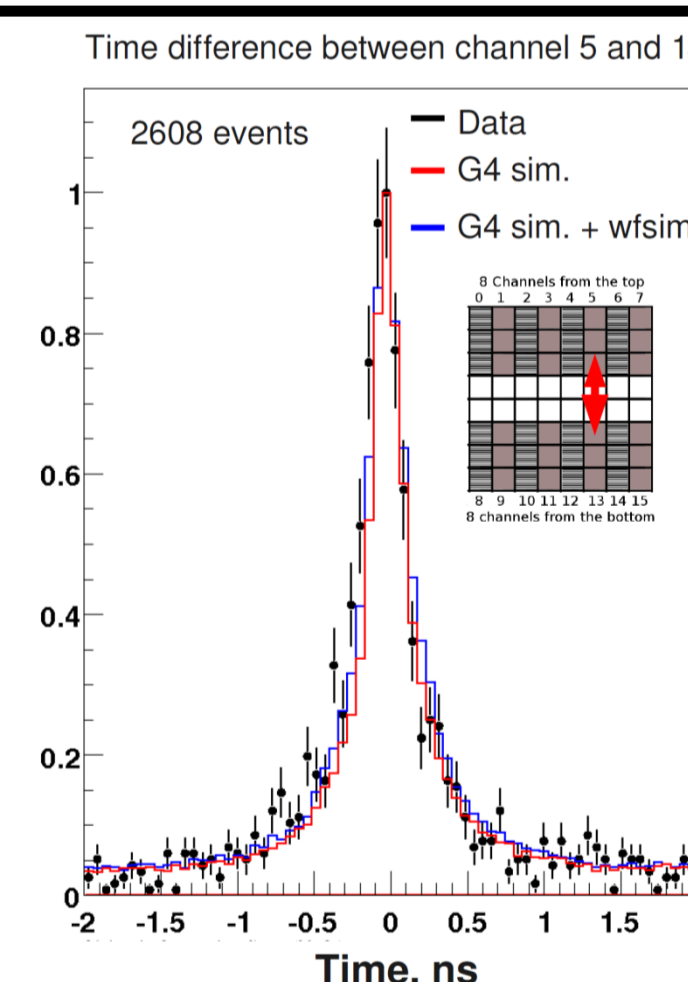 Time difference between channel 5 and 1
2608 events
Data
G4 sim.
G4 sim. + wfsim
8 Channels from the top
0 1 2 3 4 5 6 7
8 9 10 11 12 13 14 15
8 channels from the bottom
1
0.8
0.6
0.4
0.2
0
-2 -1.5 -1 -0.5 0 0.5 1 1.5
Time, ns